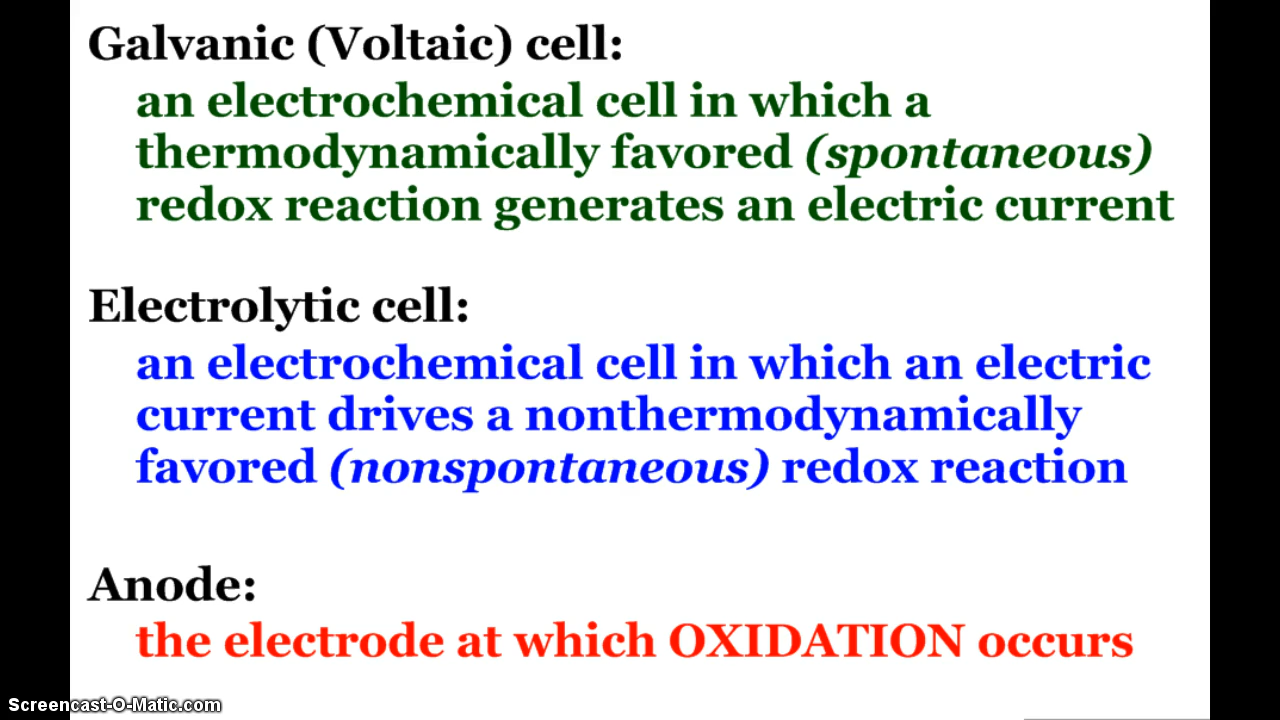 Galvanic (Voltaic) cell:
an electrochemical cell in which a
thermodynamically favored (spontaneous)
redox reaction generates an electric current
Electrolytic cell:
an electrochemical cell in which an electric
current drives a nonthermodynamically
favored (nonspontaneous) redox reaction
Anode:
the electrode at which OXIDATION occurs
Screencast-O-Matic.com